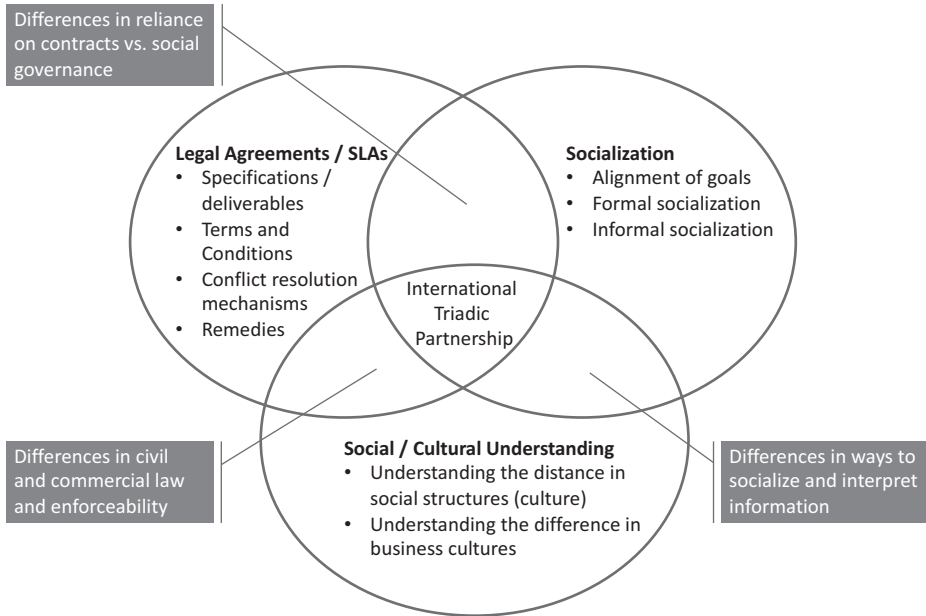 Differences in reliance
on contracts vs. social
governance
Legal Agreements / SLAs
• Specifications /
deliverables
• Terms and
Conditions
• Conflict resolution
mechanisms
• Remedies
Socialization
• Alignment of goals
• Formal socialization
• Informal socialization
International
Triadic
Partnership
Differences in civil
and commercial law
and enforceability
Social / Cultural Understanding
• Understanding the distance in
social structures (culture)
• Understanding the difference in
business cultures
Differences in ways to
socialize and interpret
information